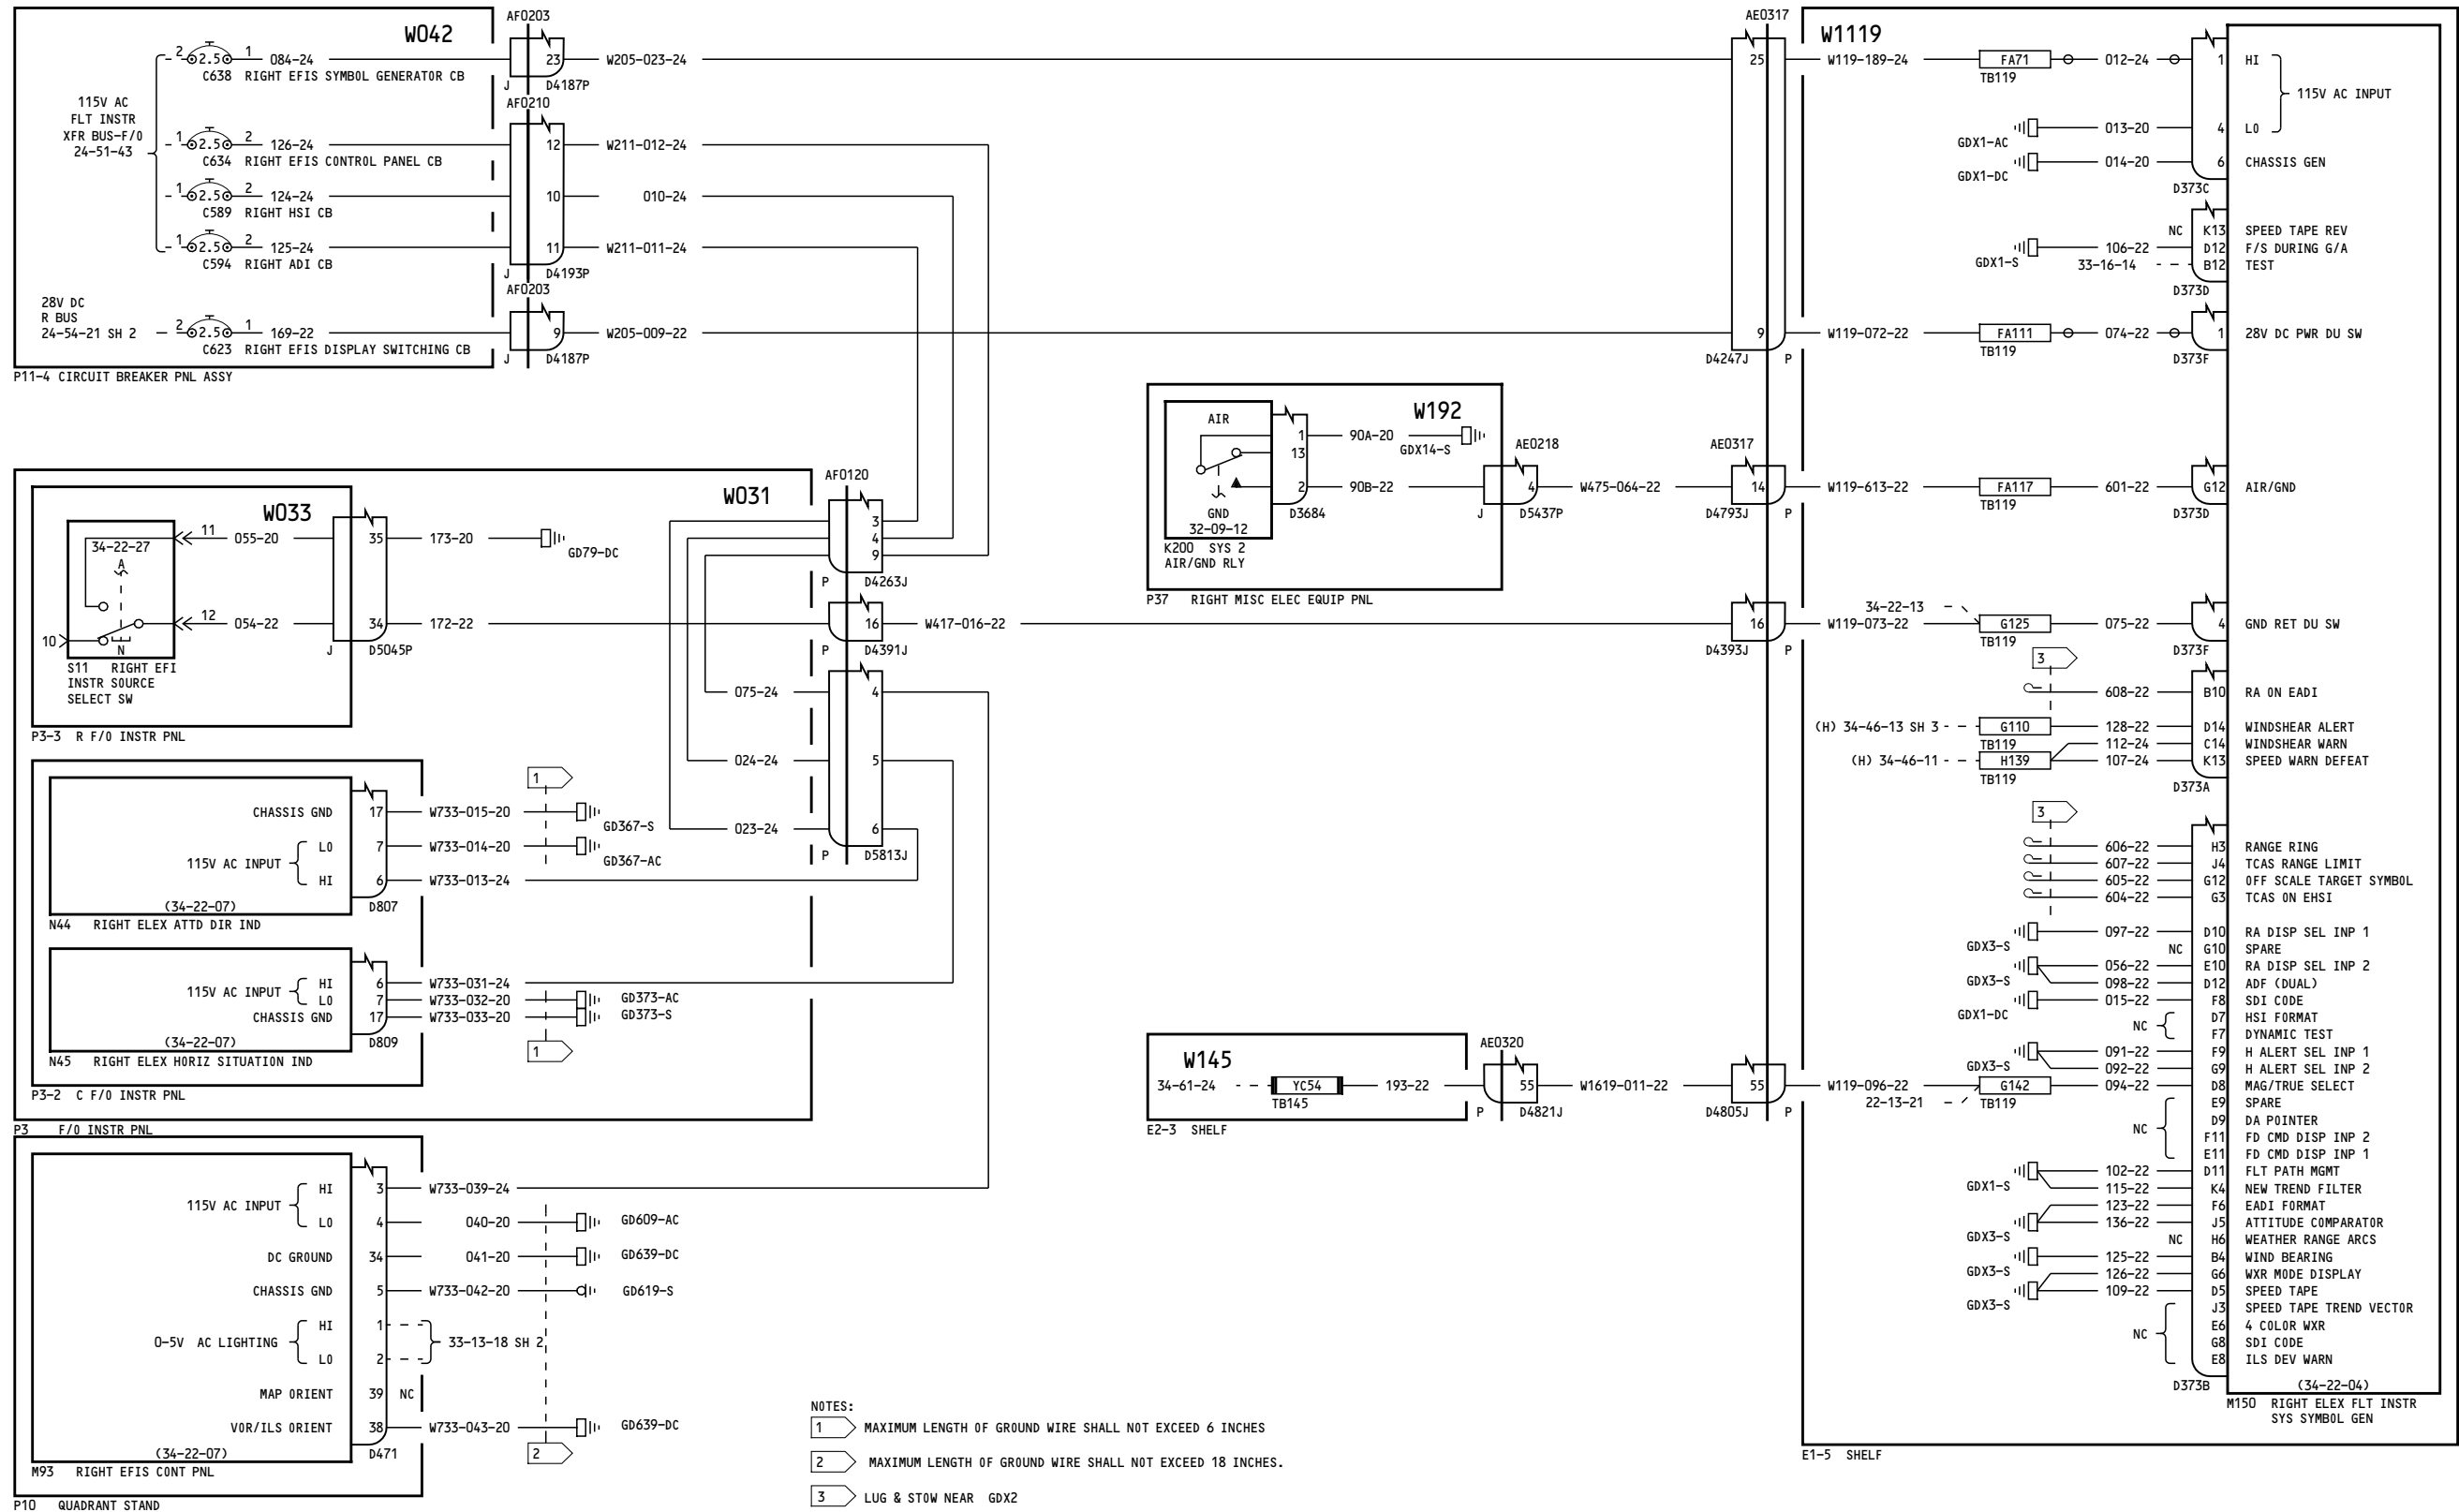 W042
115V AC
FLT INSTR
XFR BUS-F/O
24-51-43
2 2.5 1 084-24
C638 RIGHT EFIS SYMBOL GENERATOR CB
1 2.5 2 126-24
C634 RIGHT EFIS CONTROL PANEL CB
1 2.5 2 124-24
C589 RIGHT HSI CB
1 2.5 2 125-24
C594 RIGHT ADI CB
28V DC
R BUS
24-54-21 SH 2
2 2.5 1 169-22
C623 RIGHT EFIS DISPLAY SWITCHING CB
P11-4 CIRCUIT BREAKER PNL ASSY
AF0203
23 W205-023-24
J D4187P
AF0210
12 W211-012-24
10 010-24
11 W211-011-24
J D4193P
AF0203
9 W205-009-22
J D4187P
AE0317
25
9
D4247J P
W1119
W119-189-24 FA71 012-24 1 HI
TB119
115V AC INPUT
GDX1-AC 013-20 4 LO
GDX1-DC 014-20 6 CHASSIS GEN
D373C
NC K13 SPEED TAPE REV
GDX1-S 106-22 D12 F/S DURING G/A
33-16-14 B12 TEST
D373D
W119-072-22 FA111 074-22 1 28V DC PWR DU SW
TB119
D373F
W192
AIR
GND
32-09-12
K200 SYS 2
AIR/GND RLY
1 90A-20 GDX14-S
13
2 90B-22
D3684
P37 RIGHT MISC ELEC EQUIP PNL
AE0218
4 W475-064-22
J D5437P
AE0317
14 W119-613-22 FA117 601-22 G12 AIR/GND
D4793J P
TB119
D373D
W031
W033
34-22-27
A
N
10
11 055-20 35 173-20 GD79-DC
12 054-22 34 172-22
J D5045P
S11 RIGHT EFI
INSTR SOURCE
SELECT SW
P3-3 R F/O INSTR PNL
AF0120
3
4
9
P D4263J
16 W417-016-22
P D4391J
075-24 4
024-24 5
023-24 6
P D5813J
34-22-13
16 W119-073-22 G125 075-22 4 GND RET DU SW
D4393J P
TB119
D373F
3
608-22 B10 RA ON EADI
(H) 34-46-13 SH 3 G110 128-22 D14 WINDSHEAR ALERT
TB119 112-24 C14 WINDSHEAR WARN
(H) 34-46-11 H139 107-24 K13 SPEED WARN DEFEAT
TB119
D373A
1
CHASSIS GND 17 W733-015-20 GD367-S
LO 7 W733-014-20 GD367-AC
115V AC INPUT
HI 6 W733-013-24
(34-22-07) D807
N44 RIGHT ELEX ATTD DIR IND
HI 6 W733-031-24
115V AC INPUT
LO 7 W733-032-20 GD373-AC
CHASSIS GND 17 W733-033-20 GD373-S
(34-22-07) D809
1
N45 RIGHT ELEX HORIZ SITUATION IND
P3-2 C F/O INSTR PNL
P3 F/O INSTR PNL
3
606-22 H3 RANGE RING
607-22 J4 TCAS RANGE LIMIT
605-22 G12 OFF SCALE TARGET SYMBOL
604-22 G3 TCAS ON EHSI
GDX3-S 097-22 D10 RA DISP SEL INP 1
NC G10 SPARE
GDX3-S 056-22 E10 RA DISP SEL INP 2
098-22 D12 ADF (DUAL)
GDX1-DC 015-22 F8 SDI CODE
NC D7 HSI FORMAT
F7 DYNAMIC TEST
GDX3-S 091-22 F9 H ALERT SEL INP 1
092-22 G9 H ALERT SEL INP 2
W145
34-61-24 YC54 193-22
TB145
E2-3 SHELF
AE0320
55 W1619-011-22
P D4821J
55 W119-096-22 G142 094-22 D8 MAG/TRUE SELECT
D4805J P
22-13-21 TB119
E9 SPARE
D9 DA POINTER
NC
F11 FD CMD DISP INP 2
E11 FD CMD DISP INP 1
GDX1-S 102-22 D11 FLT PATH MGMT
115-22 K4 NEW TREND FILTER
123-22 F6 EADI FORMAT
GDX3-S 136-22 J5 ATTITUDE COMPARATOR
NC H6 WEATHER RANGE ARCS
GDX3-S 125-22 B4 WIND BEARING
126-22 G6 WXR MODE DISPLAY
GDX3-S 109-22 D5 SPEED TAPE
J3 SPEED TAPE TREND VECTOR
NC E6 4 COLOR WXR
G8 SDI CODE
E8 ILS DEV WARN
D373B (34-22-04)
M150 RIGHT ELEX FLT INSTR
SYS SYMBOL GEN
E1-5 SHELF
HI 3 W733-039-24
115V AC INPUT
LO 4 040-20 GD609-AC
DC GROUND 34 041-20 GD639-DC
CHASSIS GND 5 W733-042-20 GD619-S
HI 1
0-5V AC LIGHTING 33-13-18 SH 2
LO 2
MAP ORIENT 39 NC
VOR/ILS ORIENT 38 W733-043-20 GD639-DC
(34-22-07) D471
2
M93 RIGHT EFIS CONT PNL
P10 QUADRANT STAND
NOTES:
1 MAXIMUM LENGTH OF GROUND WIRE SHALL NOT EXCEED 6 INCHES
2 MAXIMUM LENGTH OF GROUND WIRE SHALL NOT EXCEED 18 INCHES.
3 LUG & STOW NEAR GDX2